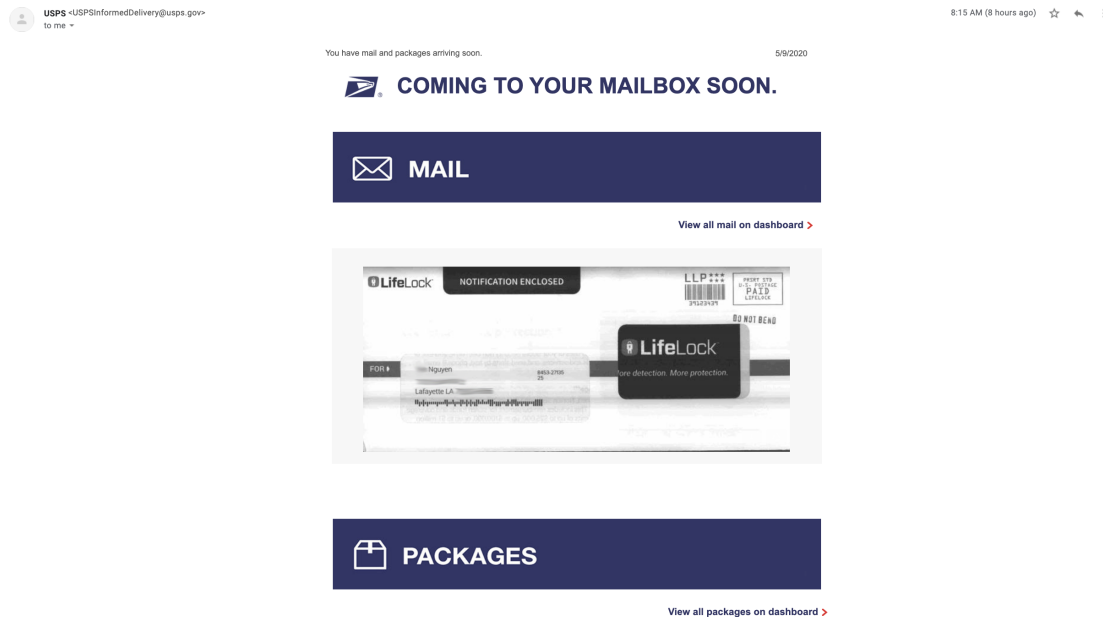 USPS <USPSInformedDelivery@usps.gov>
8:15 AM (8 hours ago)
to me
You have mail and packages arriving soon.
5/9/2020
COMING TO YOUR MAILBOX SOON.
MAIL
View all mail on dashboard >
LifeLock
NOTIFICATION ENCLOSED
LLP***
39123439
PRSRT STD
U.S. POSTAGE
PAID
LIFELOCK
DO NOT BEND
LifeLock
ore detection. More protection.
FOR
Nguyen
25
Lafayette LA
PACKAGES
View all packages on dashboard >